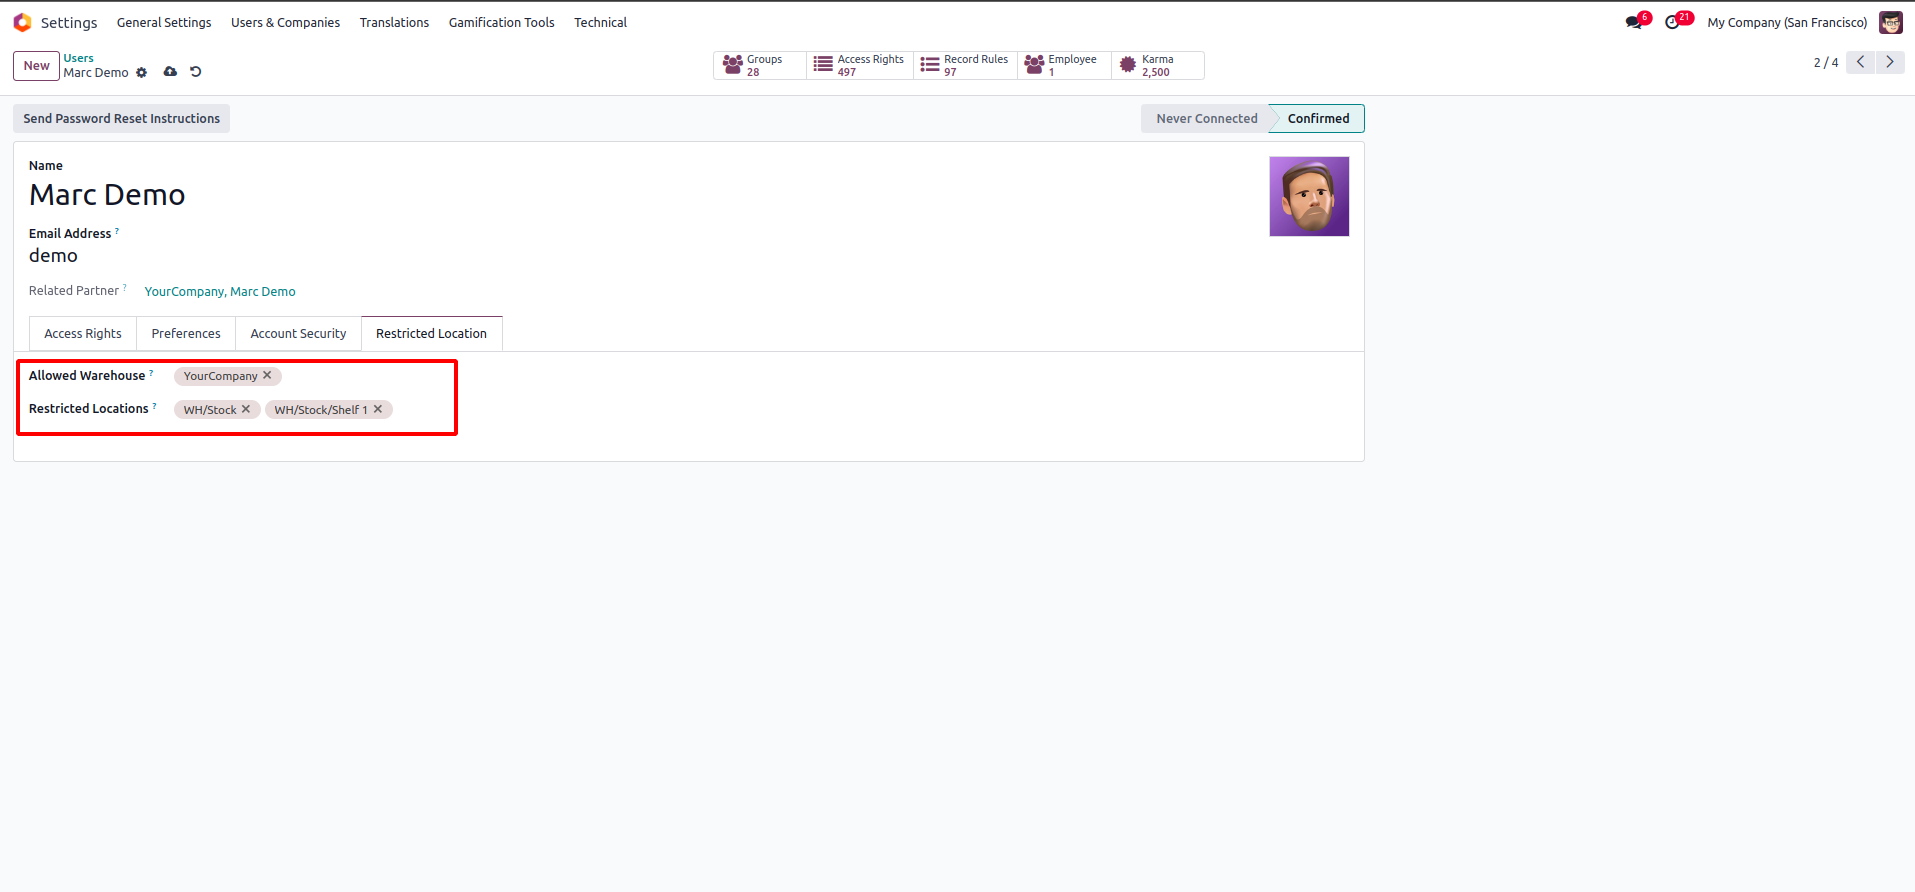 Settings General Settings Users & Companies Translations Gamification Tools Technical 6 21 My Company (San Francisco)
New Users
Marc Demo
Groups
28
Access Rights
497
Record Rules
97
Employee
1
Karma
2,500
2 / 4
Send Password Reset Instructions Never Connected Confirmed
Name
Marc Demo
Email Address ?
demo
Related Partner ? YourCompany, Marc Demo
Access Rights Preferences Account Security Restricted Location
Allowed Warehouse ? YourCompany ✕
Restricted Locations ? WH/Stock ✕ WH/Stock/Shelf 1 ✕